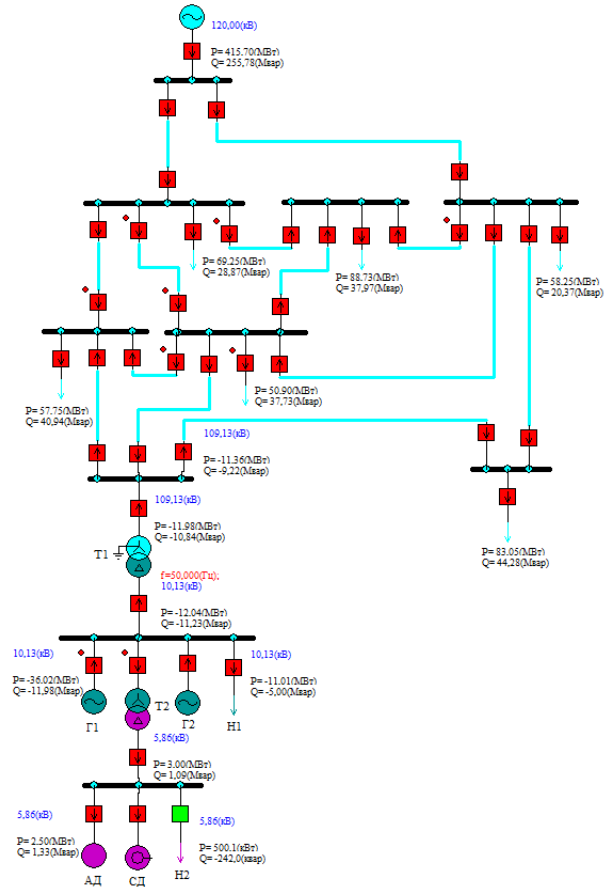 120,00(кВ)
P= 415.70(МВт)
Q= 255,78(Мвар)
P= 69.25(МВт)
Q= 28,87(Мвар)
P= 88.73(МВт)
Q= 37,97(Мвар)
P= 58.25(МВт)
Q= 20,37(Мвар)
P= 57.75(МВт)
Q= 40,94(Мвар)
P= 50.90(МВт)
Q= 37,73(Мвар)
109,13(кВ)
P= -11.36(МВт)
Q= -9,22(Мвар)
109,13(кВ)
P= -11.98(МВт)
Q= -10,84(Мвар)
P= 83.05(МВт)
Q= 44,28(Мвар)
Т1
f=50,000(Гц);
10,13(кВ)
P= -12.04(МВт)
Q= -11,23(Мвар)
10,13(кВ)
10,13(кВ)
P= -36.02(МВт)
Q= -11,98(Мвар)
P= -11.01(МВт)
Q= -5,00(Мвар)
Т2
Г1
Г2
Н1
5,86(кВ)
P= 3.00(МВт)
Q= 1,09(Мвар)
5,86(кВ)
5,86(кВ)
P= 2.50(МВт)
Q= 1,33(Мвар)
P= 500.1(кВт)
Q= -242,0(квар)
АД
СД
Н2